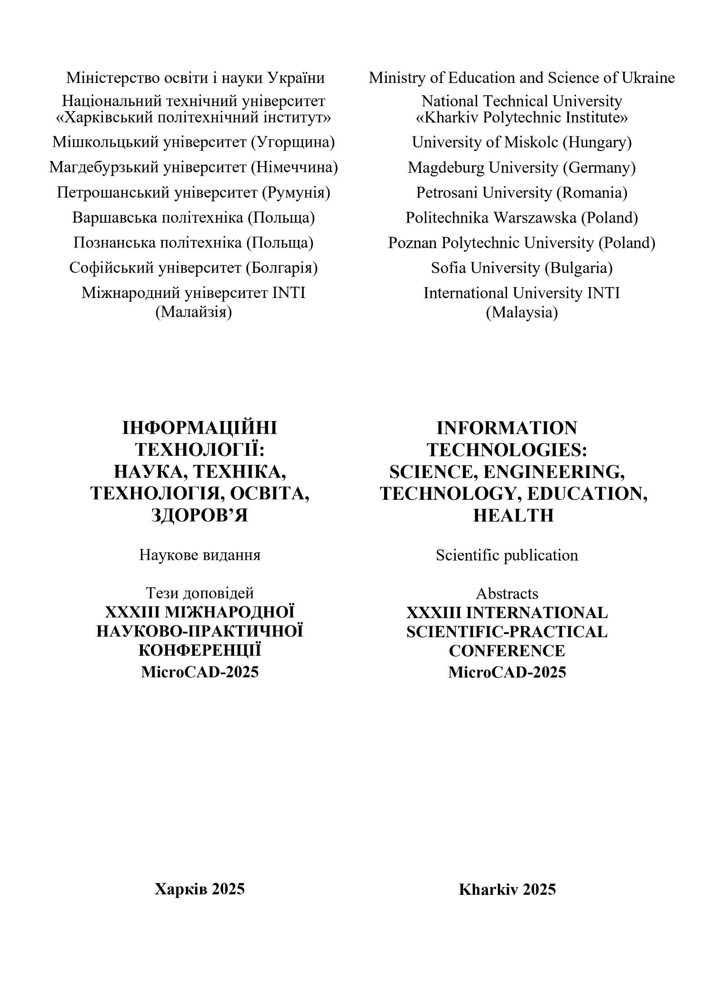 Міністерство освіти і науки України
Національний технічний університет
«Харківський політехнічний інститут»
Мішкольцький університет (Угорщина)
Магдебурзький університет (Німеччина)
Петрошанський університет (Румунія)
Варшавська політехніка (Польща)
Познанська політехніка (Польща)
Софійський університет (Болгарія)
Міжнародний університет INTI
(Малайзія)
Ministry of Education and Science of Ukraine
National Technical University
«Kharkiv Polytechnic Institute»
University of Miskolc (Hungary)
Magdeburg University (Germany)
Petrosani University (Romania)
Politechnika Warszawska (Poland)
Poznan Polytechnic University (Poland)
Sofia University (Bulgaria)
International University INTI
(Malaysia)
ІНФОРМАЦІЙНІ
ТЕХНОЛОГІЇ:
НАУКА, ТЕХНІКА,
ТЕХНОЛОГІЯ, ОСВІТА,
ЗДОРОВ’Я
Наукове видання
Тези доповідей
XXXIII МІЖНАРОДНОЇ
НАУКОВО-ПРАКТИЧНОЇ
КОНФЕРЕНЦІЇ
MicroCAD-2025
INFORMATION
TECHNOLOGIES:
SCIENCE, ENGINEERING,
TECHNOLOGY, EDUCATION,
HEALTH
Scientific publication
Abstracts
XXXIII INTERNATIONAL
SCIENTIFIC-PRACTICAL
CONFERENCE
MicroCAD-2025
Харків 2025
Kharkiv 2025